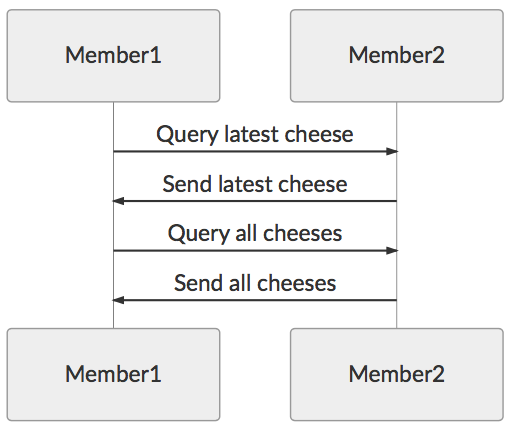 Member1
Member2
Query latest cheese
Send latest cheese
Query all cheeses
Send all cheeses
Member1
Member2